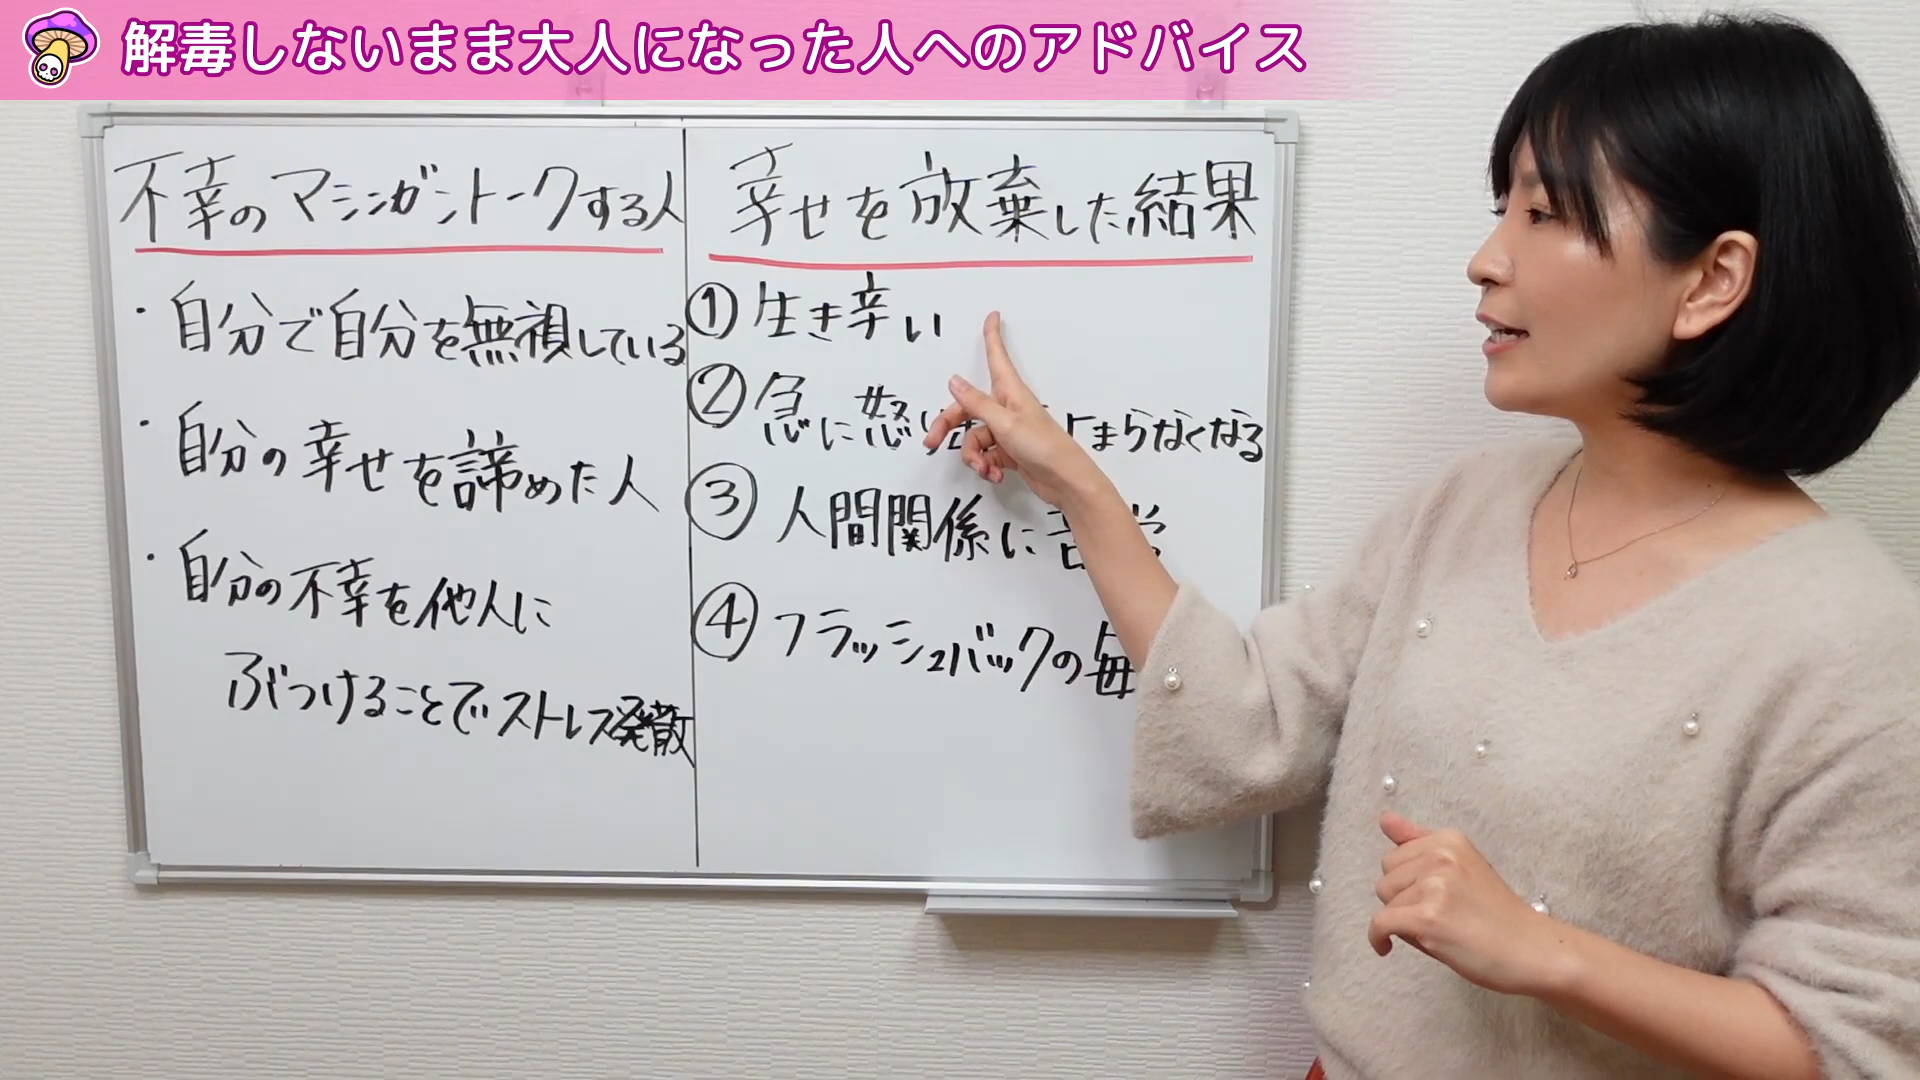 解毒しないまま大人になった人へのアドバイス
不幸のマシンガントークする人
・自分で自分を無視している
・自分の幸せを諦めた人
・自分の不幸を他人に
ぶつけることでストレス発散
幸せを放棄した結果
①生き辛い
②急に怒り まらなくなる
③人間関係に
④フラッシュバックの毎